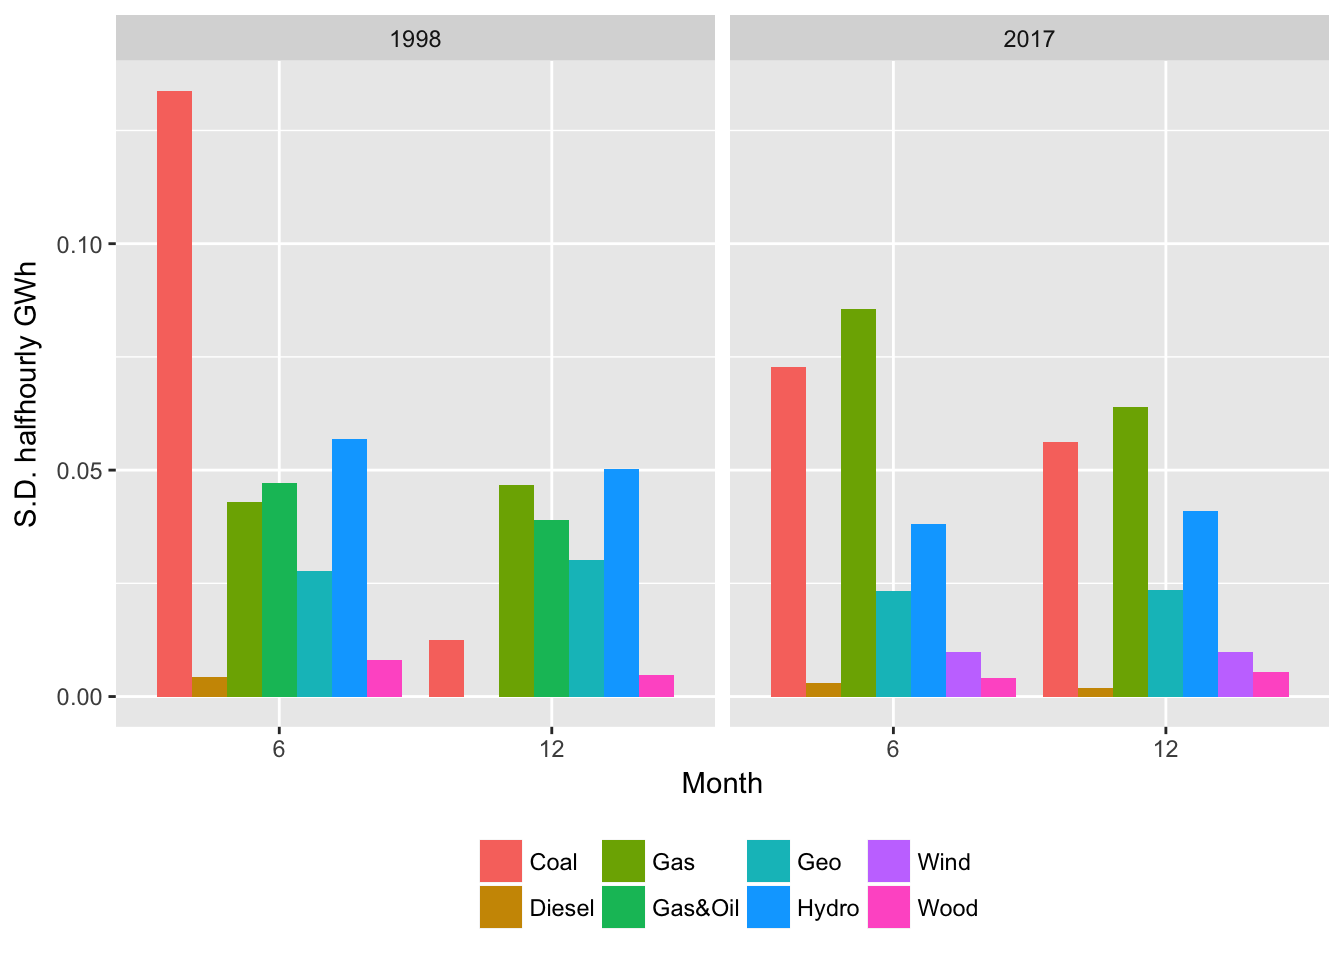 1998 2017
S.D. halfhourly GWh
0.10
0.05
0.00
6 12 6 12
Month
Coal Gas Geo Wind
Diesel Gas&Oil Hydro Wood